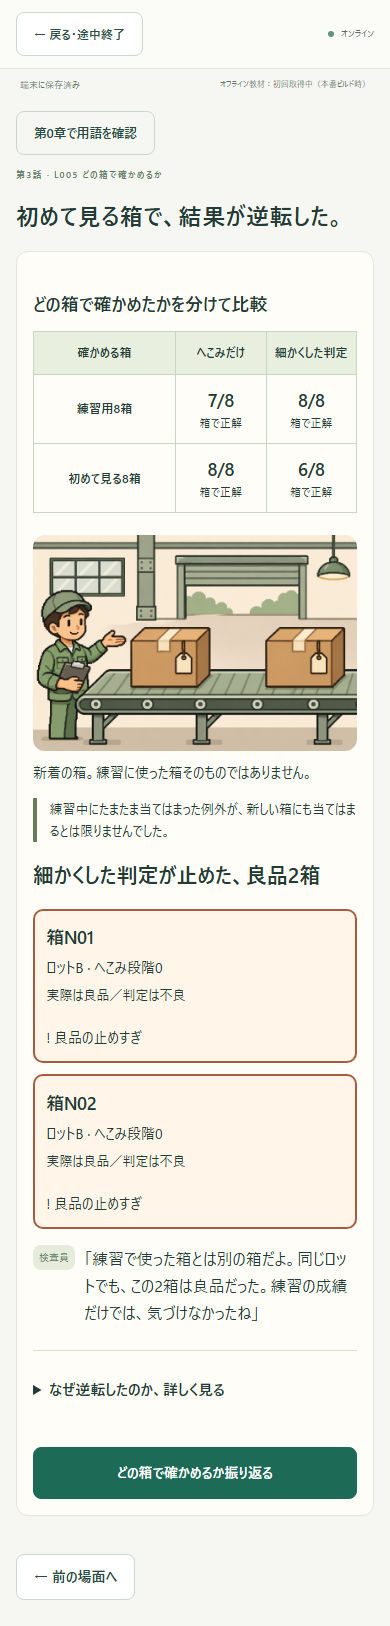 ← 戻る・途中終了
オンライン
端末に保存済み
オフライン教材：初回取得中（本番ビルド時）
第0章で用語を確認
第3話 · L005 どの箱で確かめるか
初めて見る箱で、結果が逆転した。
どの箱で確かめたかを分けて比較
確かめる箱 へこみだけ 細かくした判定
練習用8箱 7/8 箱で正解 8/8 箱で正解
初めて見る8箱 8/8 箱で正解 6/8 箱で正解
新着の箱。練習に使った箱そのものではありません。
練習中にたまたま当てはまった例外が、新しい箱にも当てはま
るとは限りませんでした。
細かくした判定が止めた、良品2箱
箱N01
ロットB · へこみ段階0
実際は良品／判定は不良
! 良品の止めすぎ
箱N02
ロットB · へこみ段階0
実際は良品／判定は不良
! 良品の止めすぎ
検査員
「練習で使った箱とは別の箱だよ。同じロッ
トでも、この2箱は良品だった。練習の成績
だけでは、気づけなかったね」
▶ なぜ逆転したのか、詳しく見る
どの箱で確かめるか振り返る
← 前の場面へ